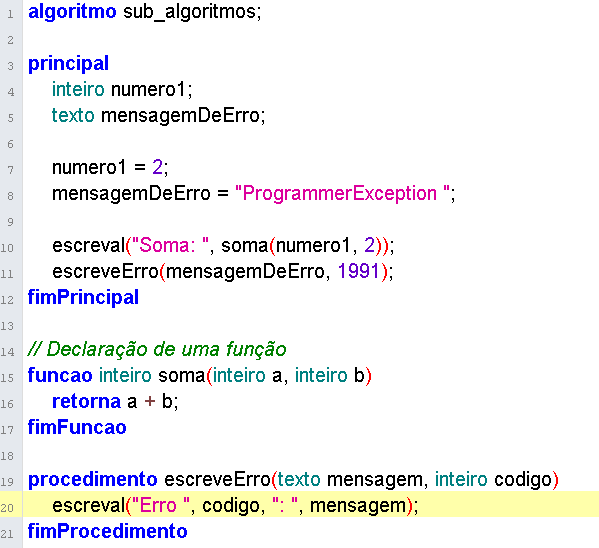 1 algoritmo sub_algoritmos;
2
3 principal
4 inteiro numero1;
5 texto mensagemDeErro;
6
7 numero1 = 2;
8 mensagemDeErro = "ProgrammerException ";
9
10 escreval("Soma: ", soma(numero1, 2));
11 escreveErro(mensagemDeErro, 1991);
12 fimPrincipal
13
14 // Declaração de uma função
15 funcao inteiro soma(inteiro a, inteiro b)
16 retorna a + b;
17 fimFuncao
18
19 procedimento escreveErro(texto mensagem, inteiro codigo)
20 escreval("Erro ", codigo, ": ", mensagem);
21 fimProcedimento